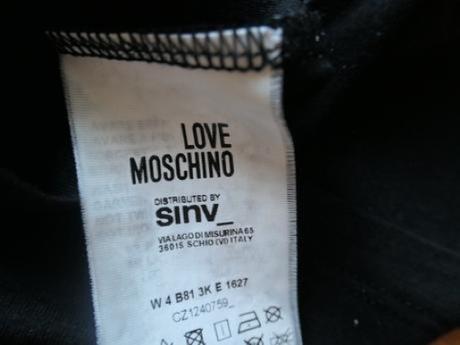 LOVE
MOSCHINO
DISTRIBUTED BY
sinv_
VIA LAGO DI MISURINA 65
36015 SCHIO (VI) ITALY
W 4 B81 3K E 1627
CZ1240759_